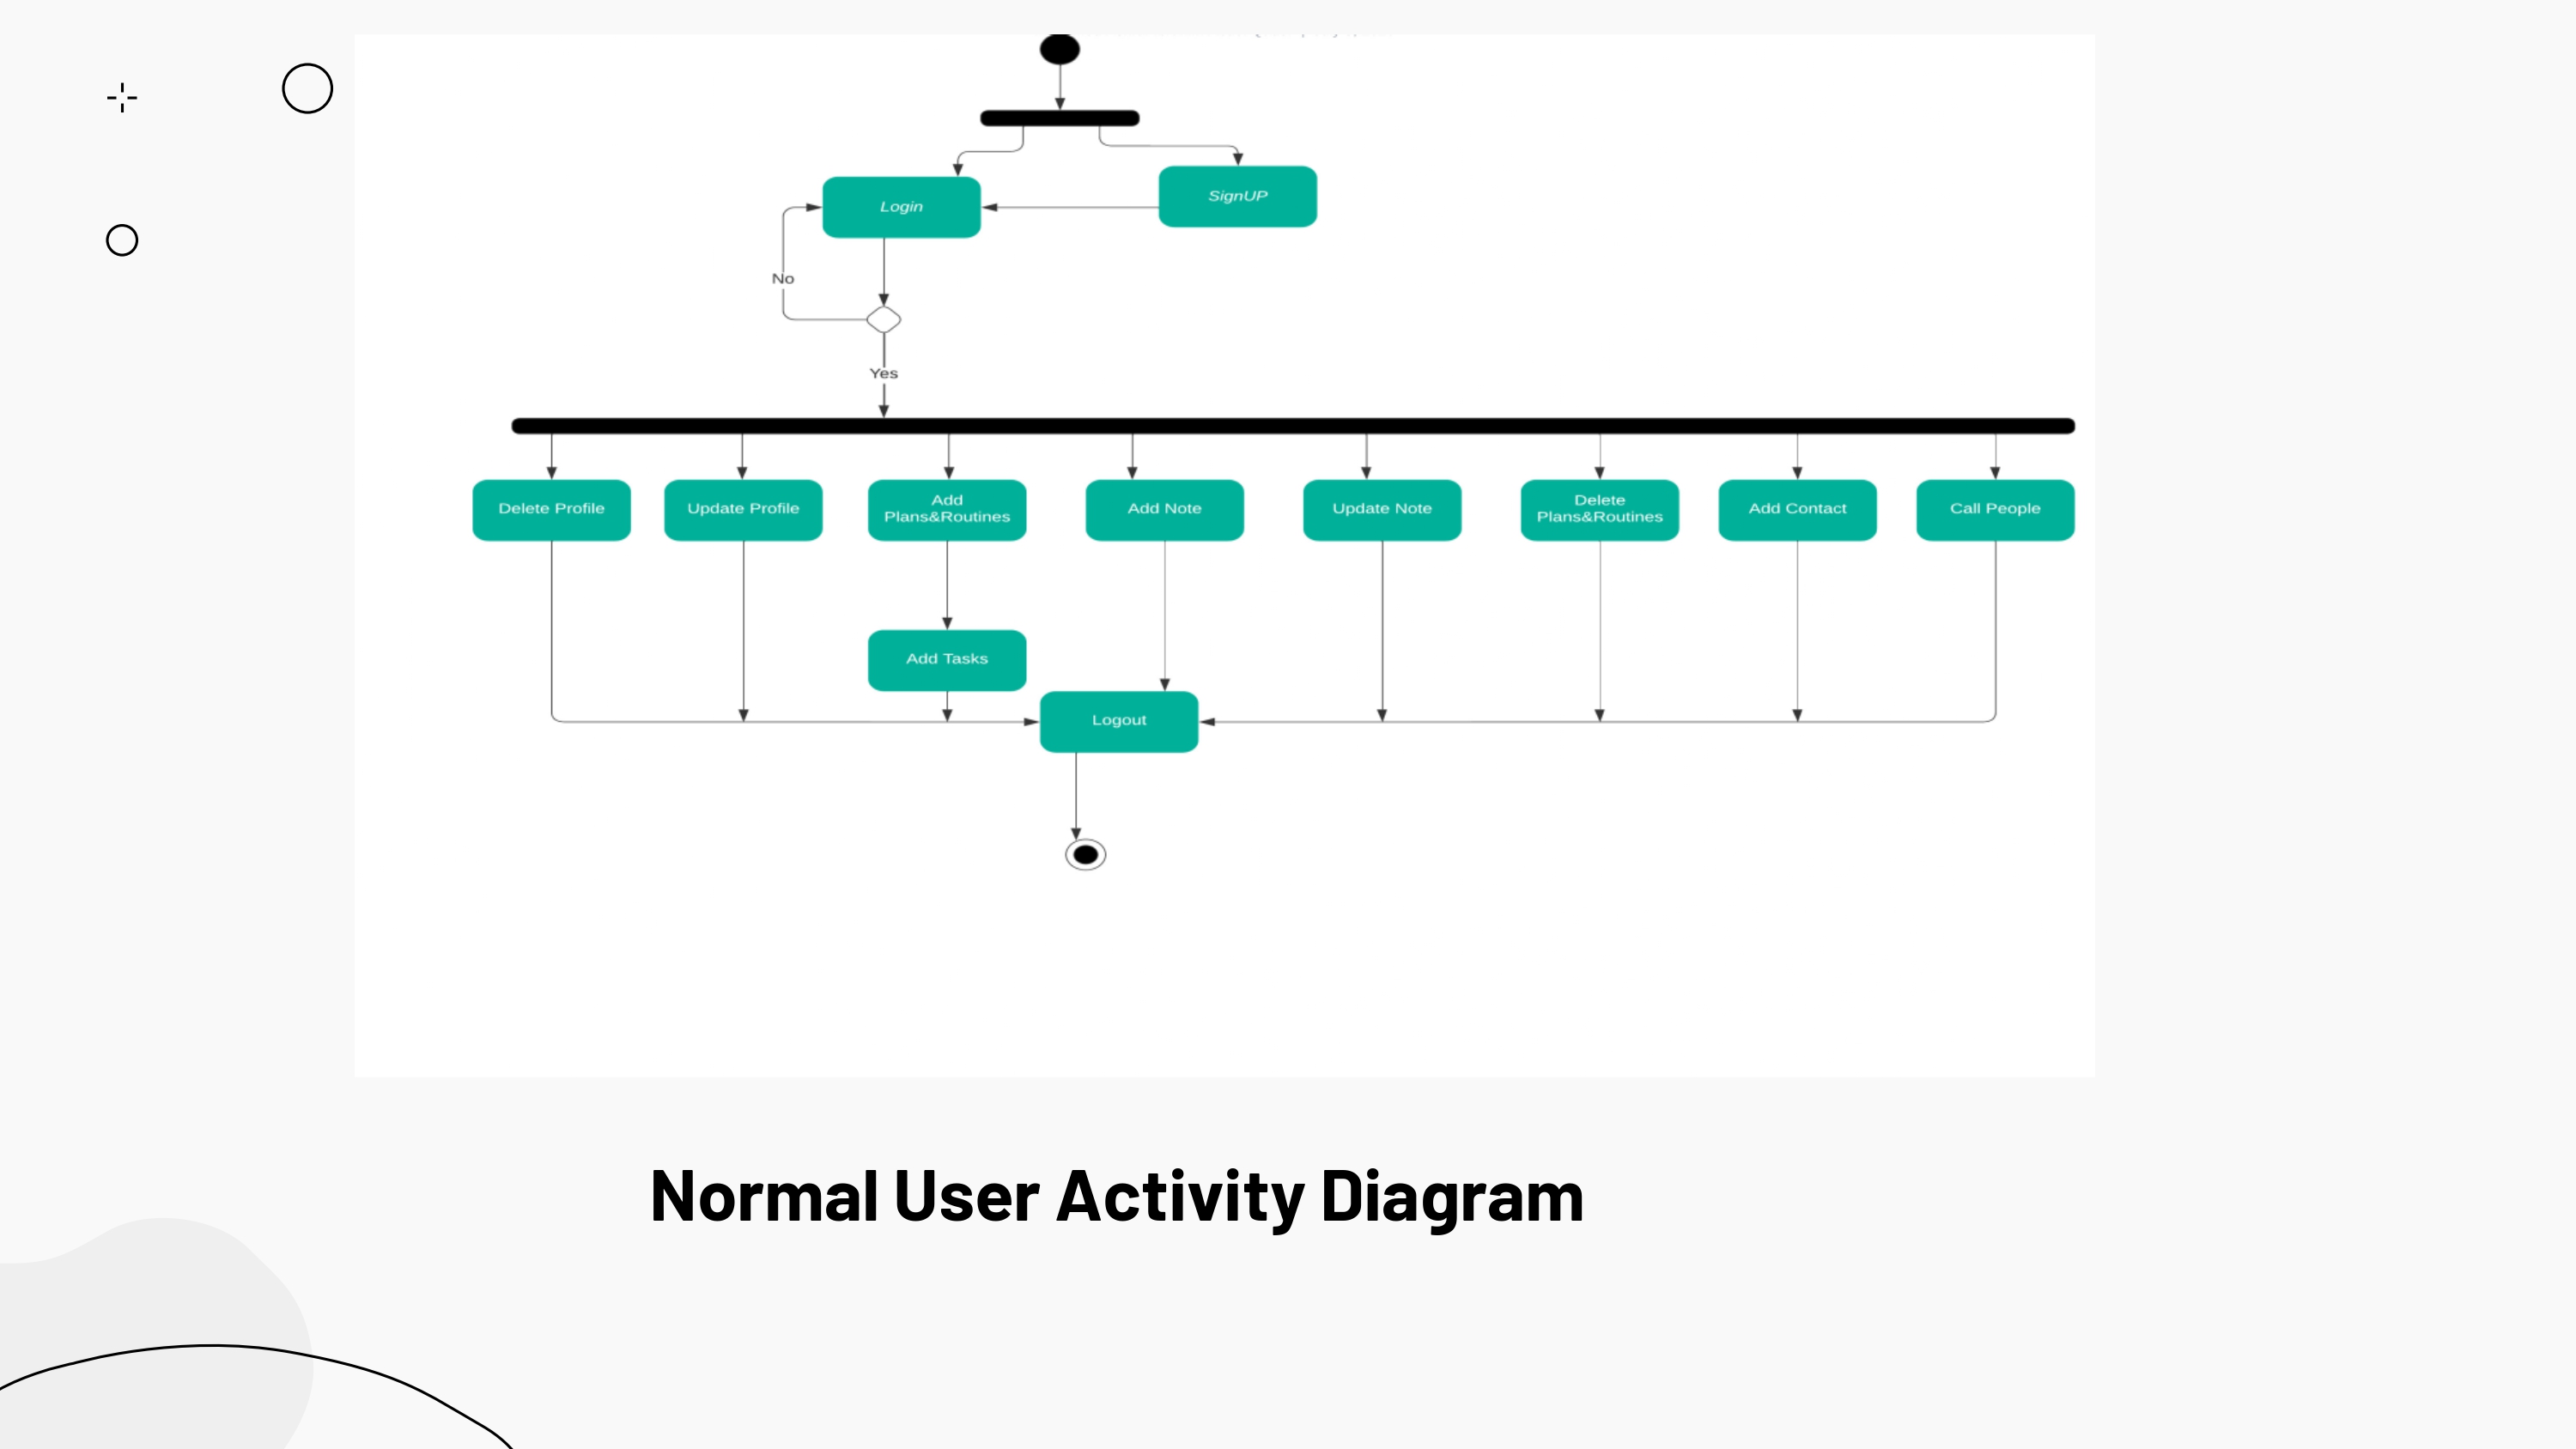 Login
SignUP
No
Yes
Delete Profile
Update Profile
Add
Plans&Routines
Add Note
Update Note
Delete
Plans&Routines
Add Contact
Call People
Add Tasks
Logout
Normal User Activity Diagram